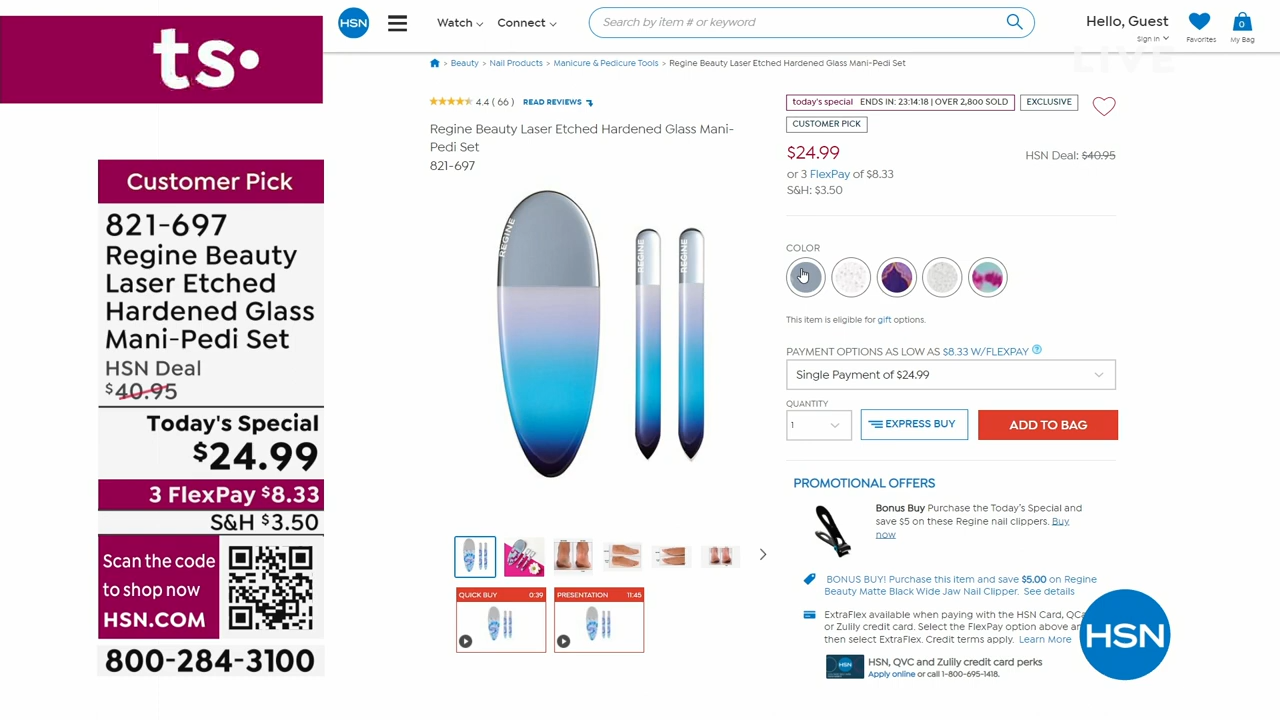 ts.
Customer Pick
821-697
Regine Beauty
Laser Etched
Hardened Glass
Mani-Pedi Set
HSN Deal
$40.95
Today's Special
$24.99
3 FlexPay $8.33
S&H $3.50
Scan the code
to shop now
HSN.COM
800-284-3100
HSN
Watch
Connect
Search by item # or keyword
Hello, Guest
Sign in
Favorites
0
My Bag
LIVE
> Beauty > Nail Products > Manicure & Pedicure Tools > Regine Beauty Laser Etched Hardened Glass Mani-Pedi Set
4.4 (66) READ REVIEWS
Regine Beauty Laser Etched Hardened Glass Mani-
Pedi Set
821-697
REGINE
REGINE
REGINE
QUICK BUY 0:39
PRESENTATION 11:45
today's special ENDS IN: 23:14:18 | OVER 2,800 SOLD
EXCLUSIVE
CUSTOMER PICK
$24.99
HSN Deal: $40.95
or 3 FlexPay of $8.33
S&H: $3.50
COLOR
This item is eligible for gift options.
PAYMENT OPTIONS AS LOW AS $8.33 W/FLEXPAY ?
Single Payment of $24.99
QUANTITY
1
EXPRESS BUY
ADD TO BAG
PROMOTIONAL OFFERS
Bonus Buy Purchase the Today's Special and
save $5 on these Regine nail clippers. Buy
now
BONUS BUY! Purchase this item and save $5.00 on Regine
Beauty Matte Black Wide Jaw Nail Clipper. See details
ExtraFlex available when paying with the HSN Card, QC
or Zulily credit card. Select the FlexPay option above
then select ExtraFlex. Credit terms apply. Learn More
HSN
HSN, QVC and Zulily credit card perks
Apply online or call 1-800-695-1418.
HSN